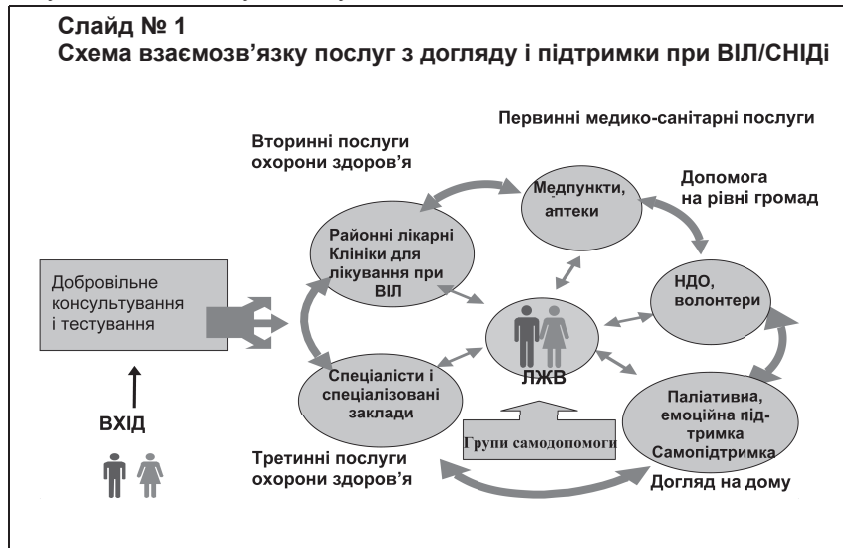 Слайд № 1
Схема взаємозв’язку послуг з догляду і підтримки при ВІЛ/СНІДі
Первинні медико-санітарні послуги
Вторинні послуги
охорони здоров’я
Медпункти,
аптеки
Допомога
на рівні громад
Районні лікарні
Клініки для
лікування при
ВІЛ
Добровільне
консультування
і тестування
НДО,
волонтери
ЛЖВ
Спеціалісти і
спеціалізовані
заклади
Паліативна,
емоційна під-
тримка
Самопідтримка
ВХІД
Групи самодопомоги
Третинні послуги
охорони здоров’я
Догляд на дому